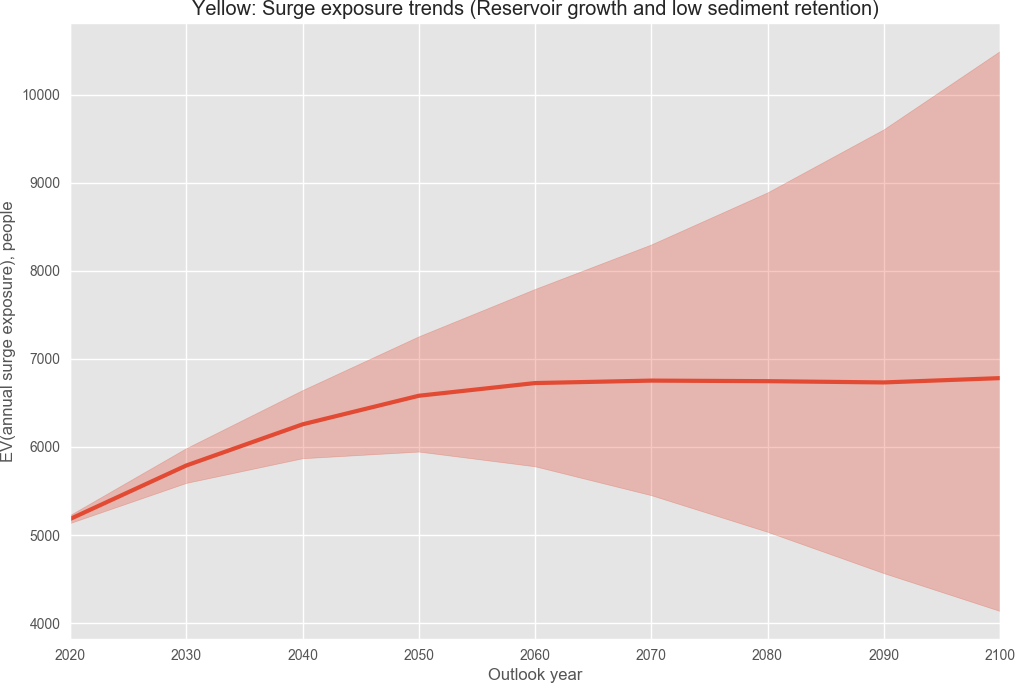 Yellow: Surge exposure trends (Reservoir growth and low sediment retention)
EV(annual surge exposure), people
10000
9000
8000
7000
6000
5000
4000
2020 2030 2040 2050 2060 2070 2080 2090 2100
Outlook year